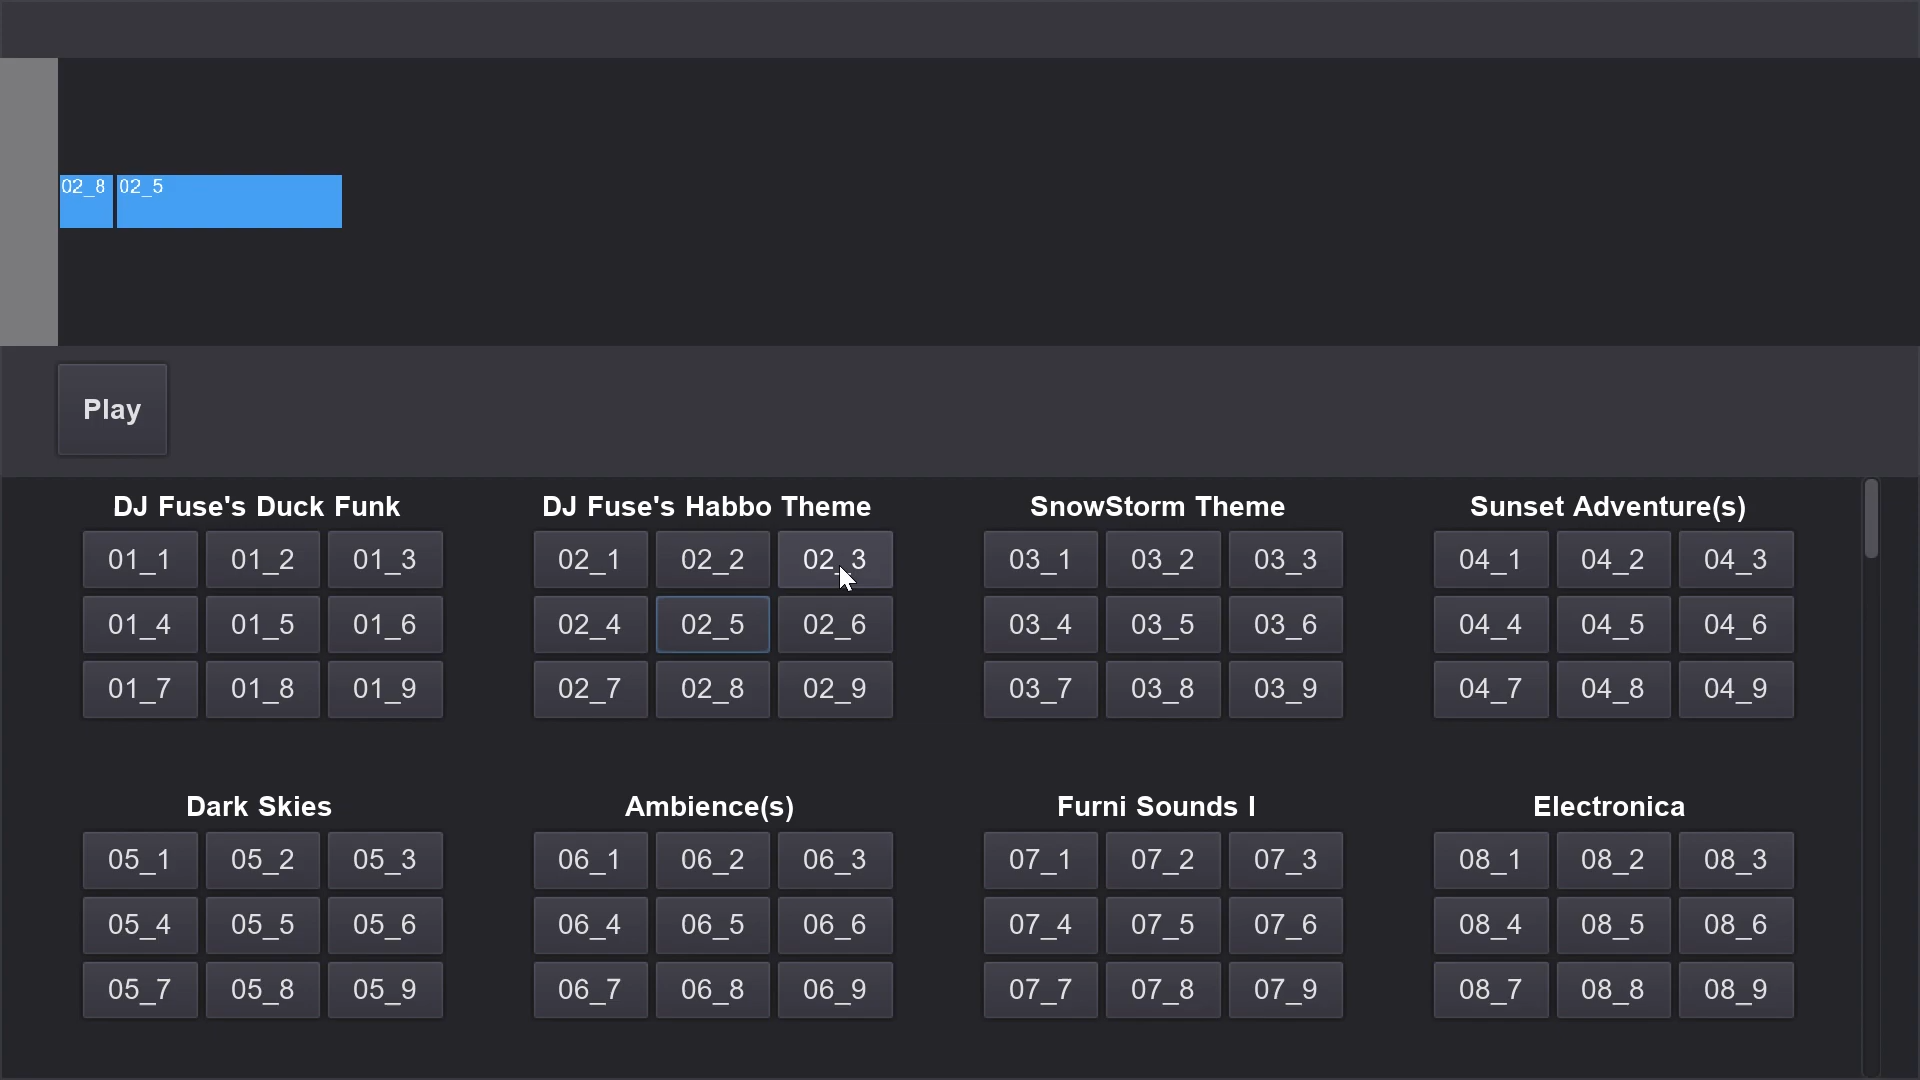 02_8 02_5
Play
DJ Fuse's Duck Funk DJ Fuse's Habbo Theme SnowStorm Theme Sunset Adventure(s)
01_1 01_2 01_3 02_1 02_2 02_3 03_1 03_2 03_3 04_1 04_2 04_3
01_4 01_5 01_6 02_4 02_5 02_6 03_4 03_5 03_6 04_4 04_5 04_6
01_7 01_8 01_9 02_7 02_8 02_9 03_7 03_8 03_9 04_7 04_8 04_9
Dark Skies Ambience(s) Furni Sounds I Electronica
05_1 05_2 05_3 06_1 06_2 06_3 07_1 07_2 07_3 08_1 08_2 08_3
05_4 05_5 05_6 06_4 06_5 06_6 07_4 07_5 07_6 08_4 08_5 08_6
05_7 05_8 05_9 06_7 06_8 06_9 07_7 07_8 07_9 08_7 08_8 08_9